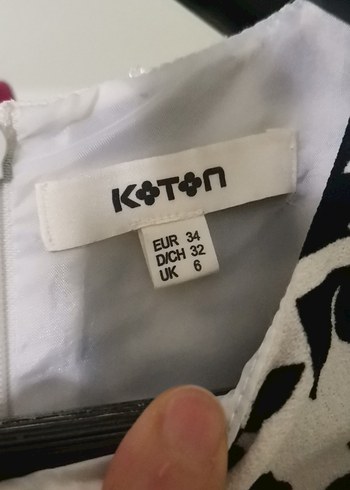 KOTON
EUR 34
D/CH 32
UK 6